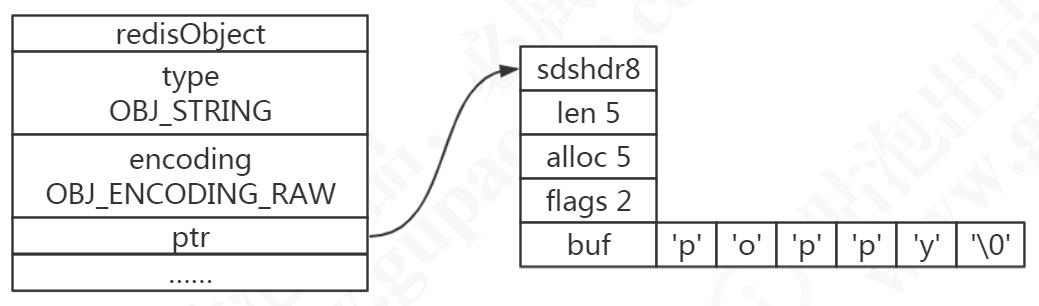 redisObject
type
OBJ_STRING
encoding
OBJ_ENCODING_RAW
ptr
......
sdshdr8
len 5
alloc 5
flags 2
buf 'p' 'o' 'p' 'p' 'y' '\0'